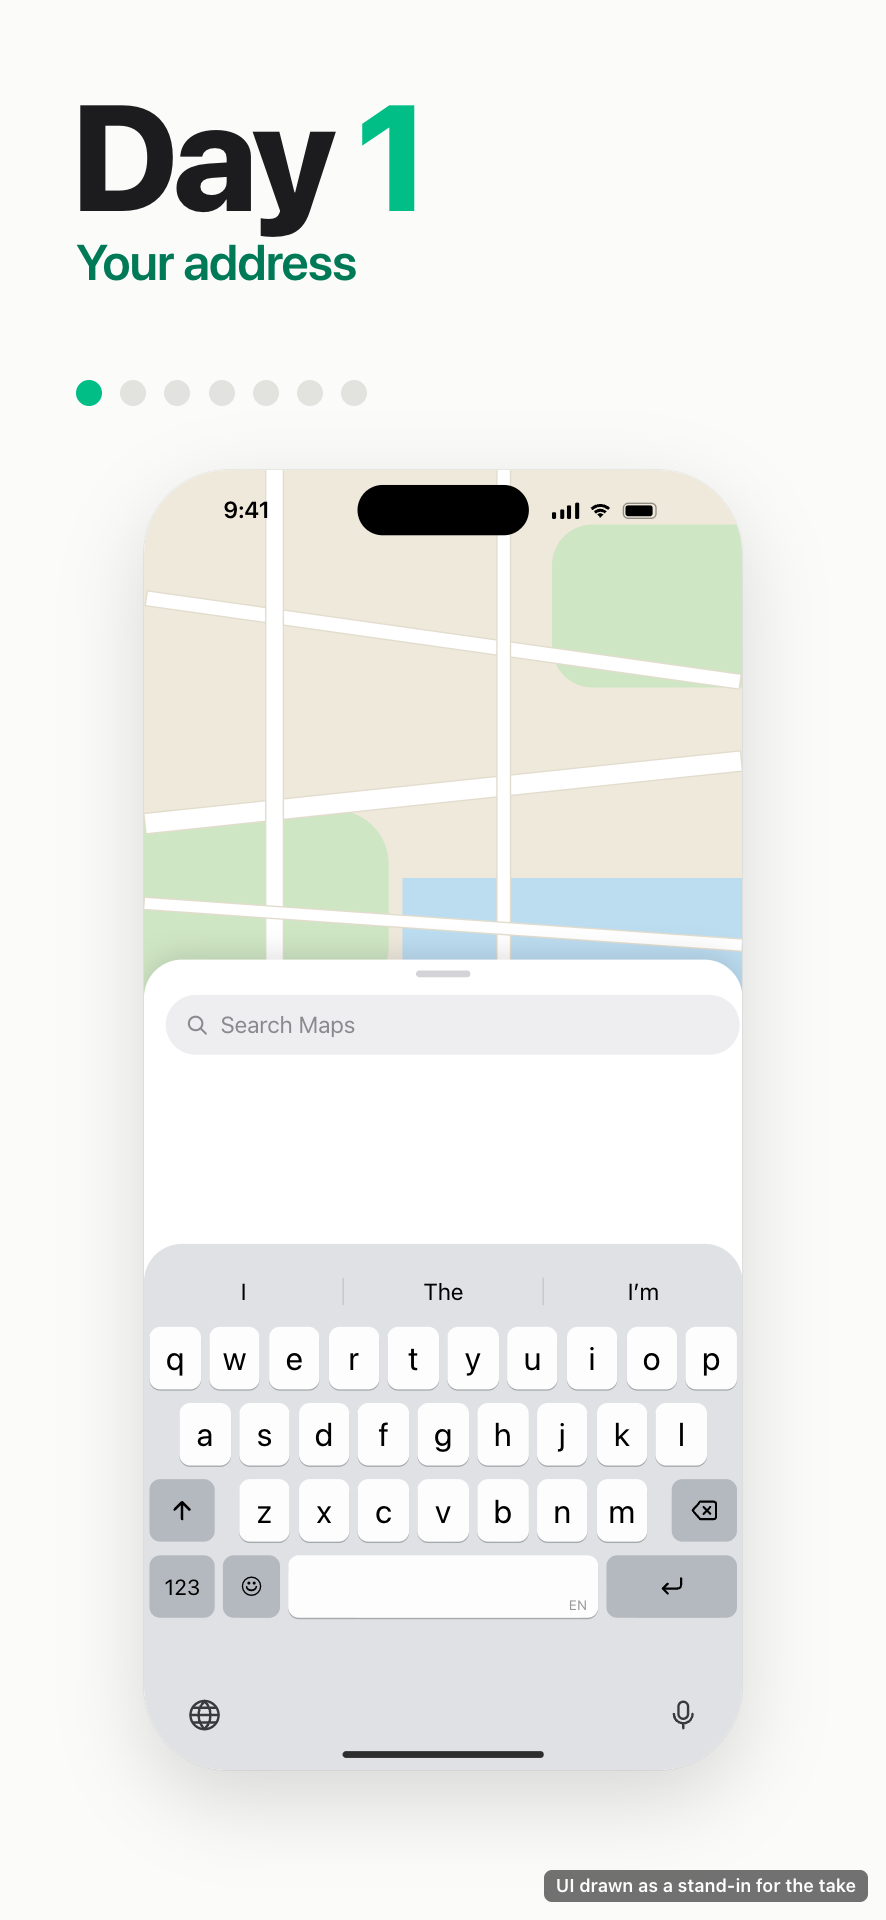 Day 1
Your address
9:41
Search Maps
I The I’m
q w e r t y u i o p
a s d f g h j k l
z x c v b n m
123 EN
UI drawn as a stand-in for the take